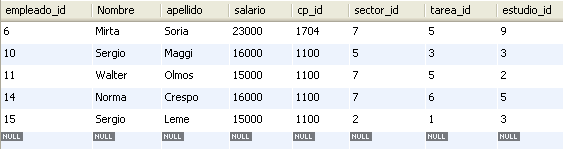 empleado_id Nombre apellido salario cp_id sector_id tarea_id estudio_id
6 Mirta Soria 23000 1704 7 5 9
10 Sergio Maggi 16000 1100 5 3 3
11 Walter Olmos 15000 1100 7 5 2
14 Norma Crespo 16000 1100 7 6 5
15 Sergio Leme 15000 1100 2 1 3
NULL NULL NULL NULL NULL NULL NULL NULL